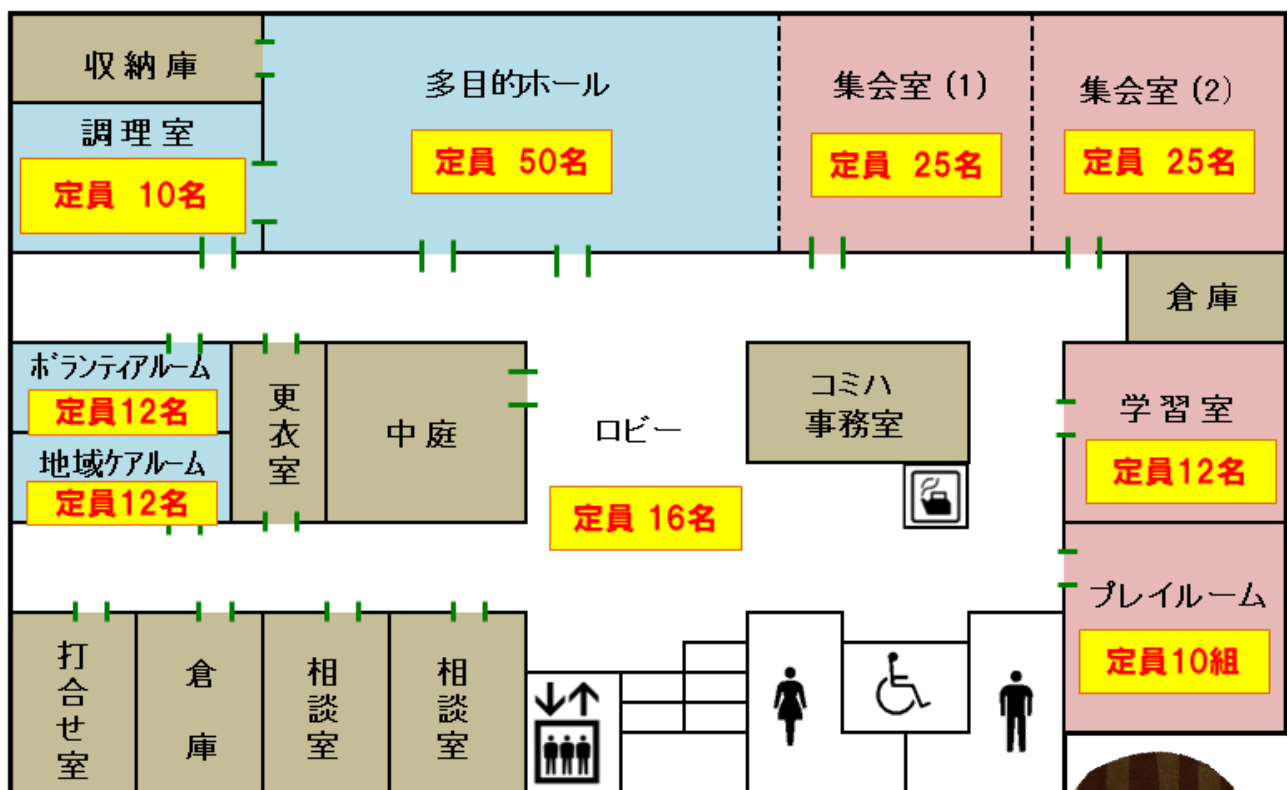 収納庫
多目的ホール
定員 50名
集会室 (1)
定員 25名
集会室 (2)
定員 25名
調理室
定員 10名
倉庫
ボランティアルーム
定員12名
地域ケアルーム
定員12名
更衣室
中庭
ロビー
定員 16名
コミハ
事務室
学習室
定員12名
プレイルーム
定員10組
打合せ室
倉庫
相談室
相談室